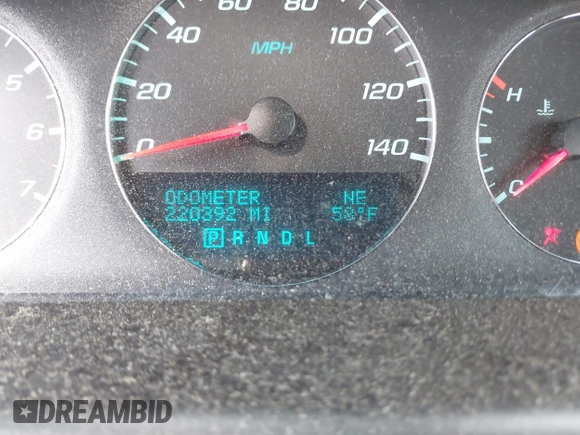 60 80
5 40 100
MPH
H
20 120
6
0 140
7 C
ODOMETER NE
220392 MI 58°F
P R N D L
DREAMBID